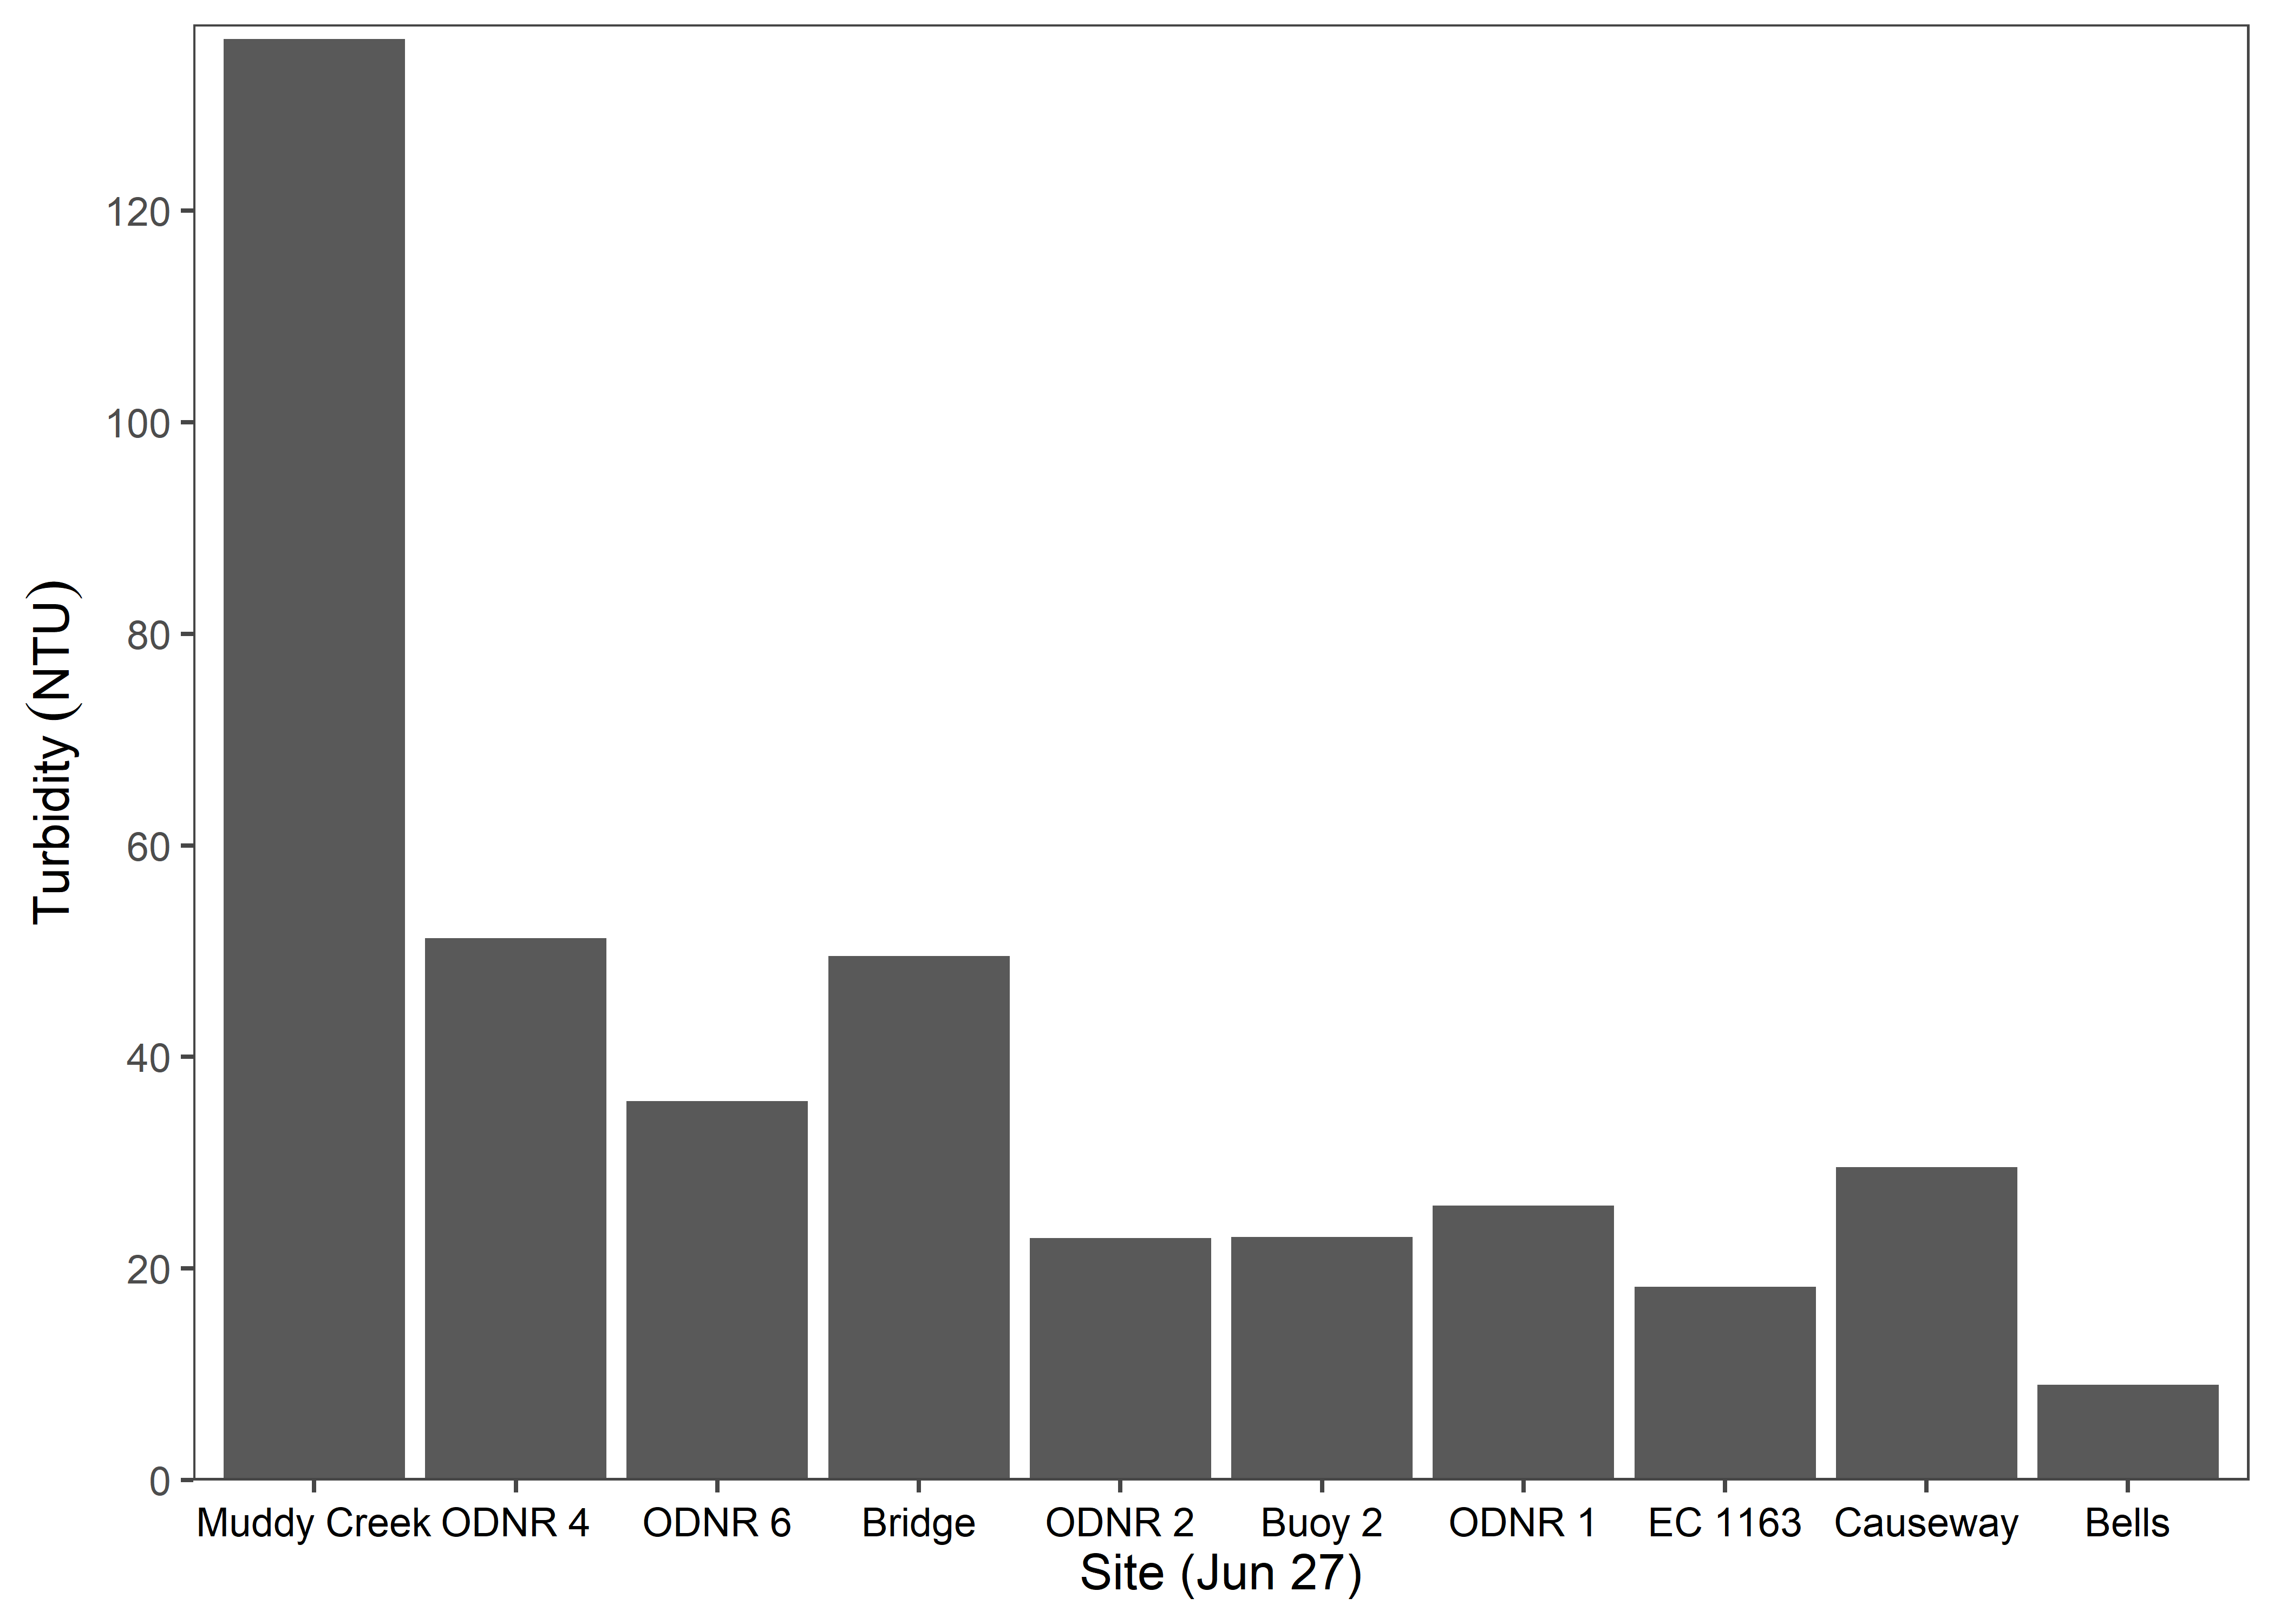 Turbidity (NTU)
120
100
80
60
40
20
0
Muddy Creek ODNR 4 ODNR 6 Bridge ODNR 2 Buoy 2 ODNR 1 EC 1163 Causeway Bells
Site (Jun 27)